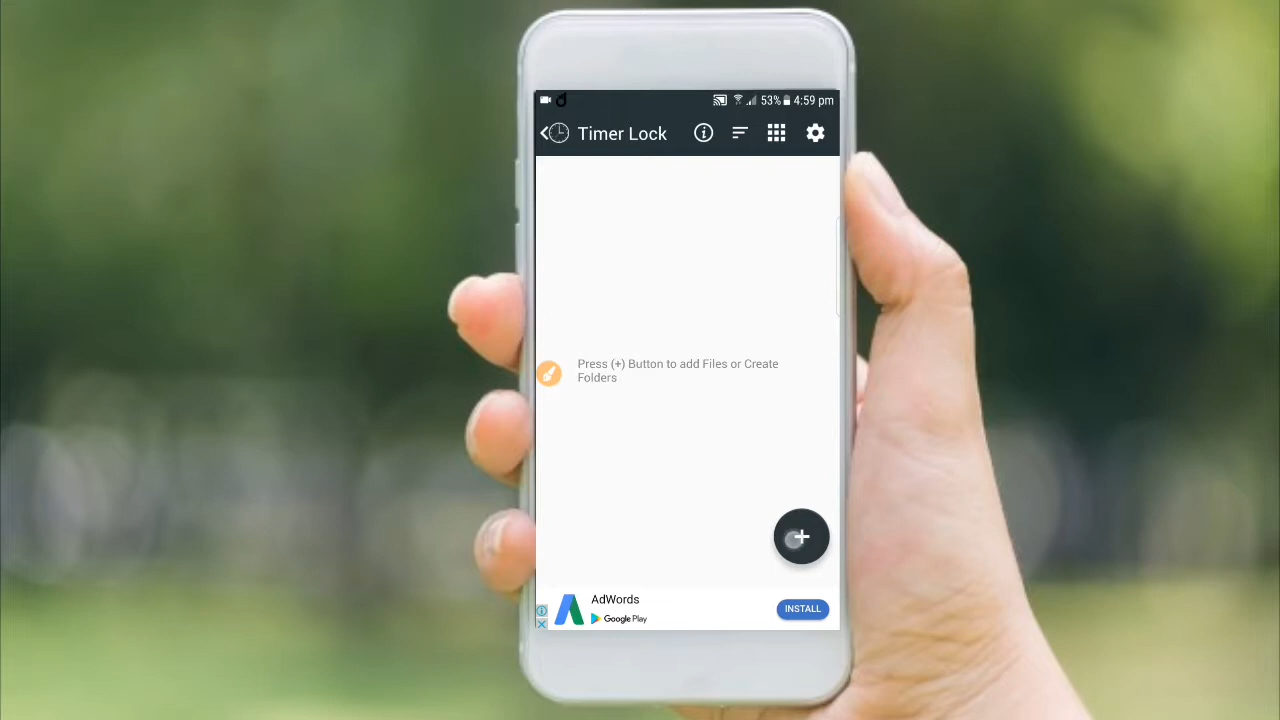 53% 4:59 pm
Timer Lock
Press (+) Button to add Files or Create
Folders
AdWords
Google Play
INSTALL